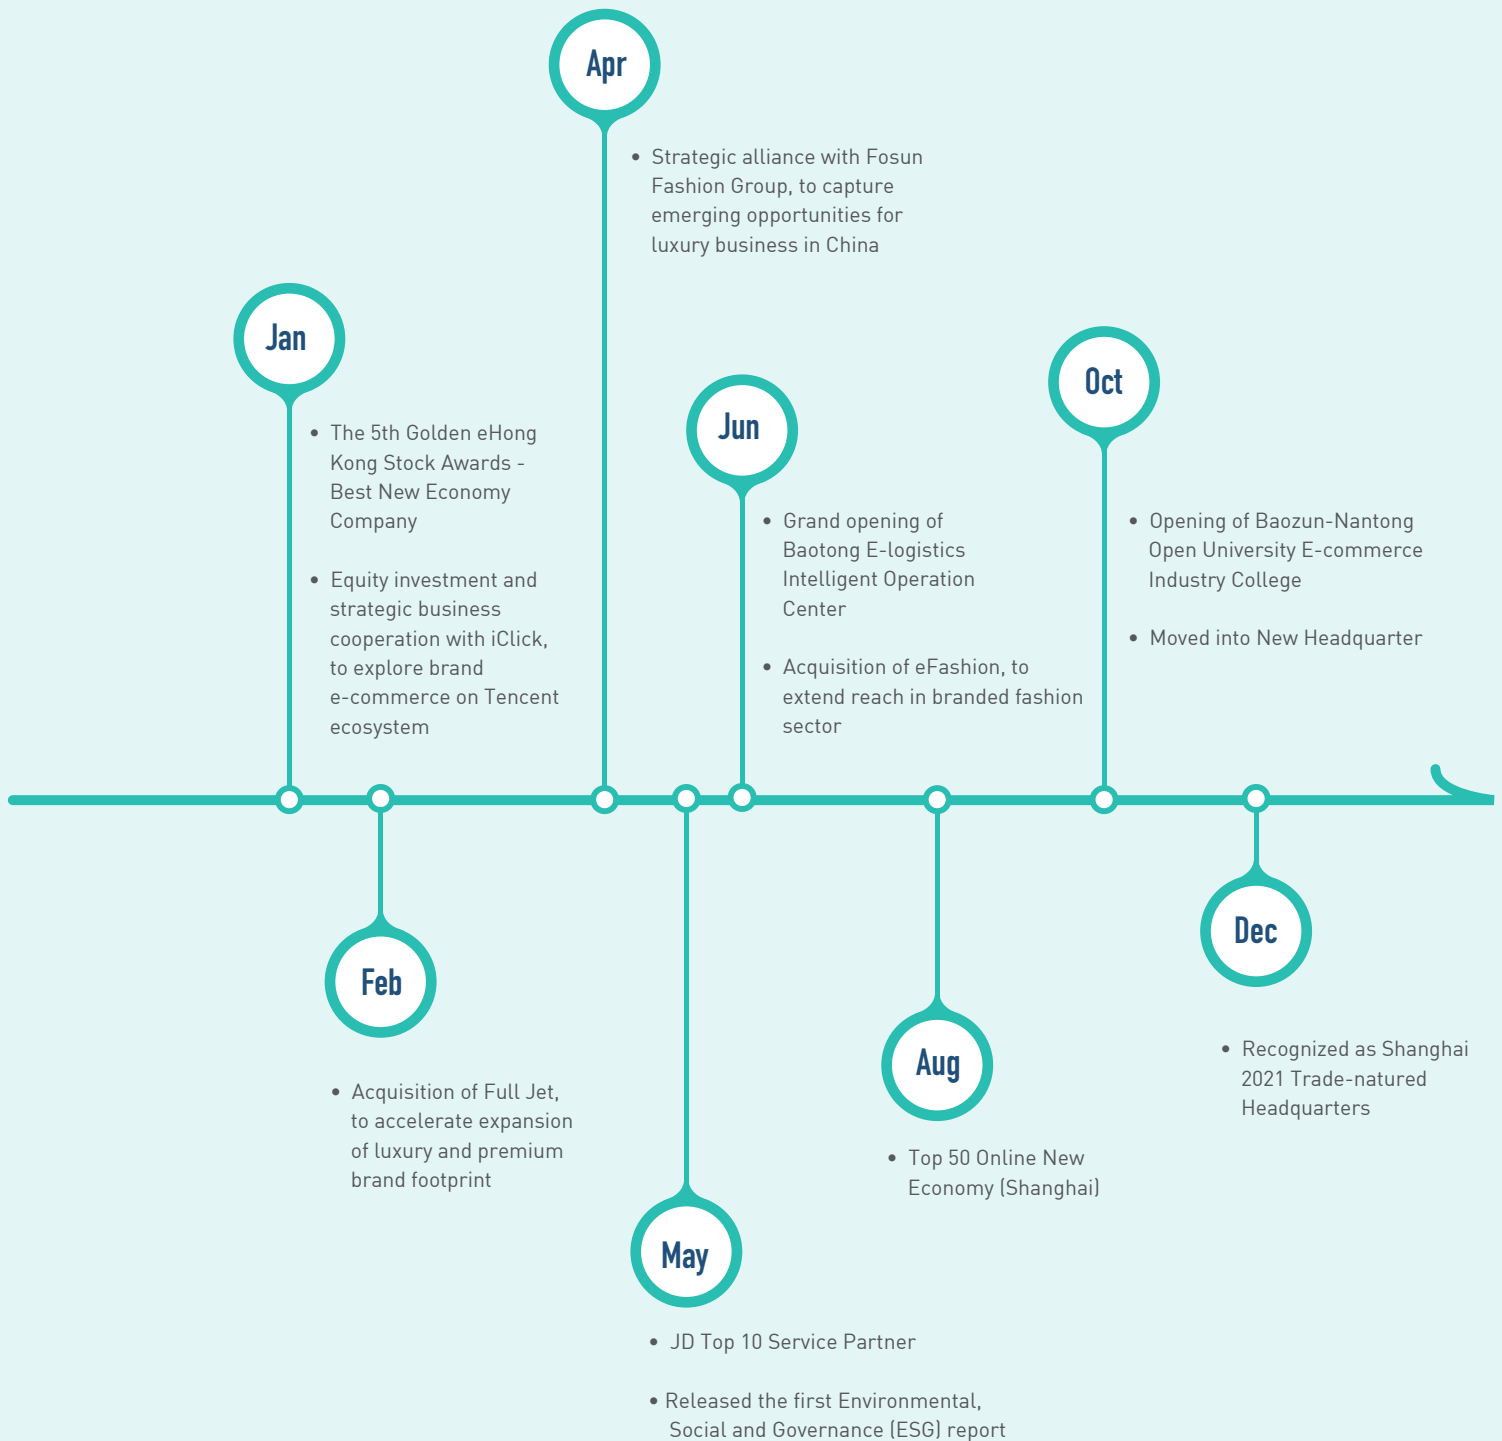 Apr
• Strategic alliance with Fosun
Fashion Group, to capture
emerging opportunities for
luxury business in China
Jan
• The 5th Golden eHong
Kong Stock Awards -
Best New Economy
Company
• Equity investment and
strategic business
cooperation with iClick,
to explore brand
e-commerce on Tencent
ecosystem
Jun
• Grand opening of
Baotong E-logistics
Intelligent Operation
Center
• Acquisition of eFashion, to
extend reach in branded fashion
sector
Oct
• Opening of Baozun-Nantong
Open University E-commerce
Industry College
• Moved into New Headquarter
Feb
• Acquisition of Full Jet,
to accelerate expansion
of luxury and premium
brand footprint
May
• JD Top 10 Service Partner
• Released the first Environmental,
Social and Governance (ESG) report
Aug
• Top 50 Online New
Economy (Shanghai)
Dec
• Recognized as Shanghai
2021 Trade-natured
Headquarters